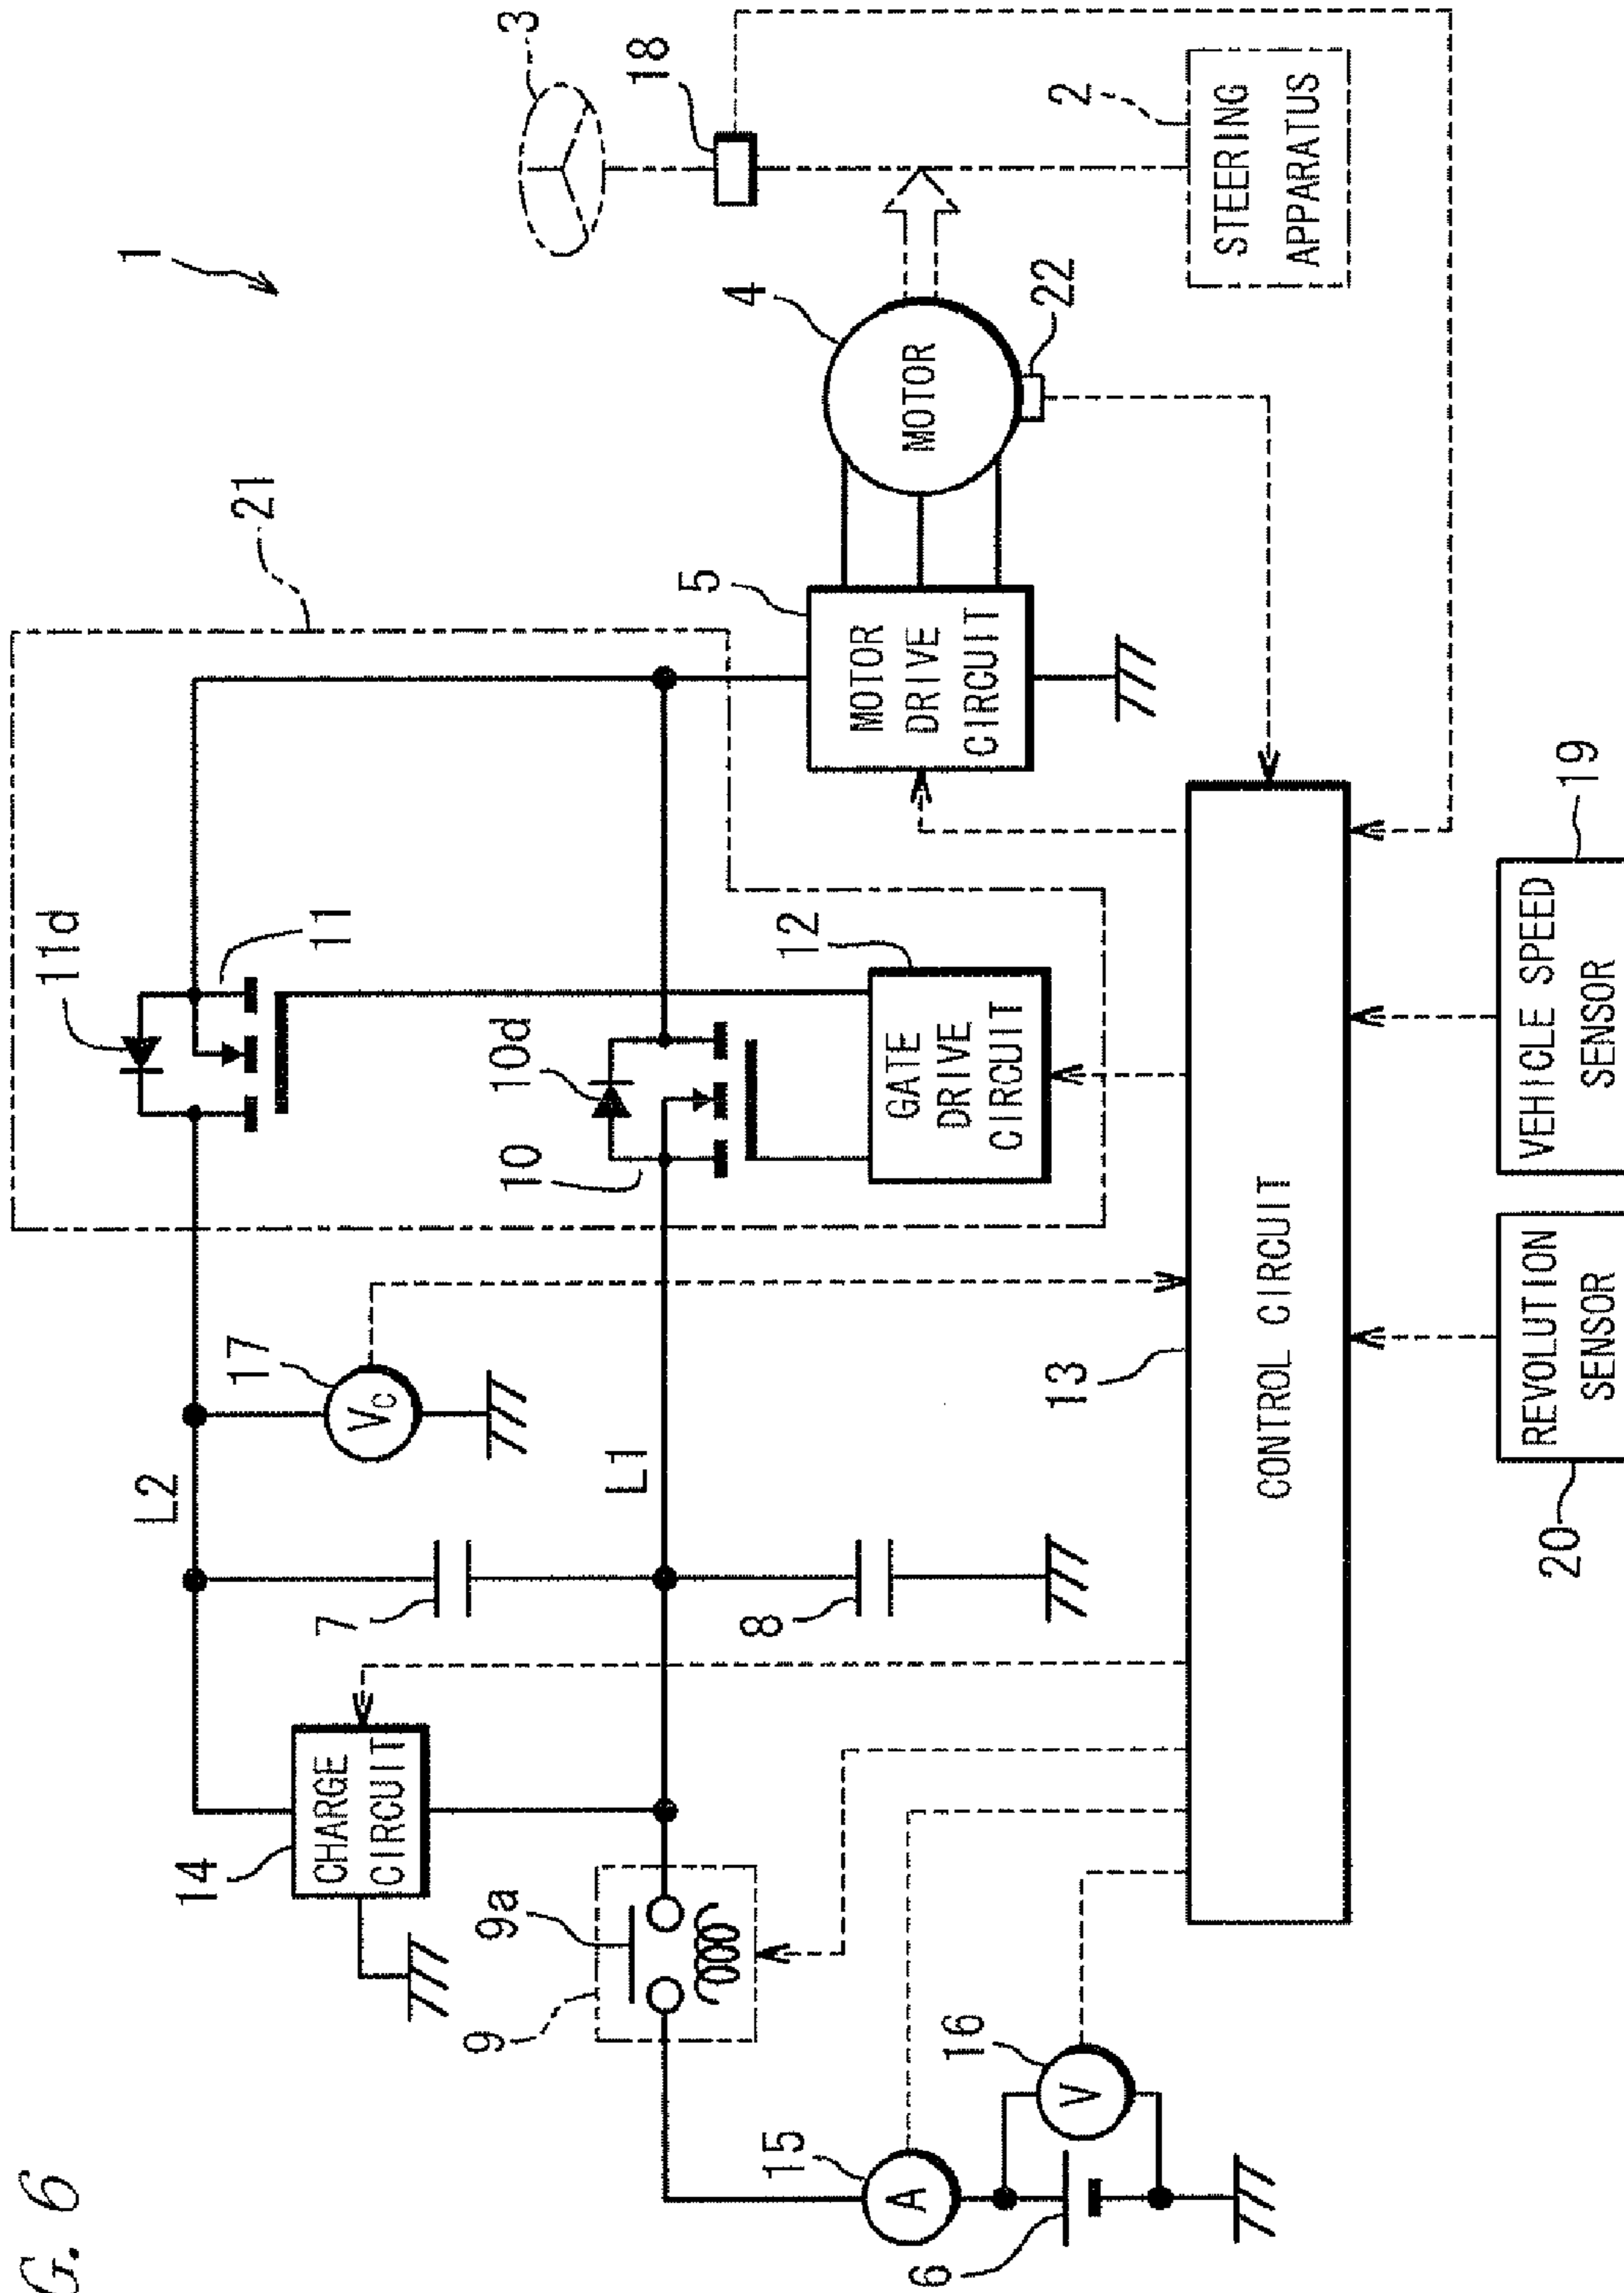 G. 6
1
3
18
2
STEERING
APPARATUS
4
MOTOR
22
21
5
MOTOR
DRIVE
CIRCUIT
11d
11
10d
10
12
GATE
DRIVE
CIRCUIT
L2
17
Vc
L1
7
8
14
CHARGE
CIRCUIT
9
9a
15
A
16
V
6
13
CONTROL CIRCUIT
19
VEHICLE SPEED
SENSOR
20
REVOLUTION
SENSOR